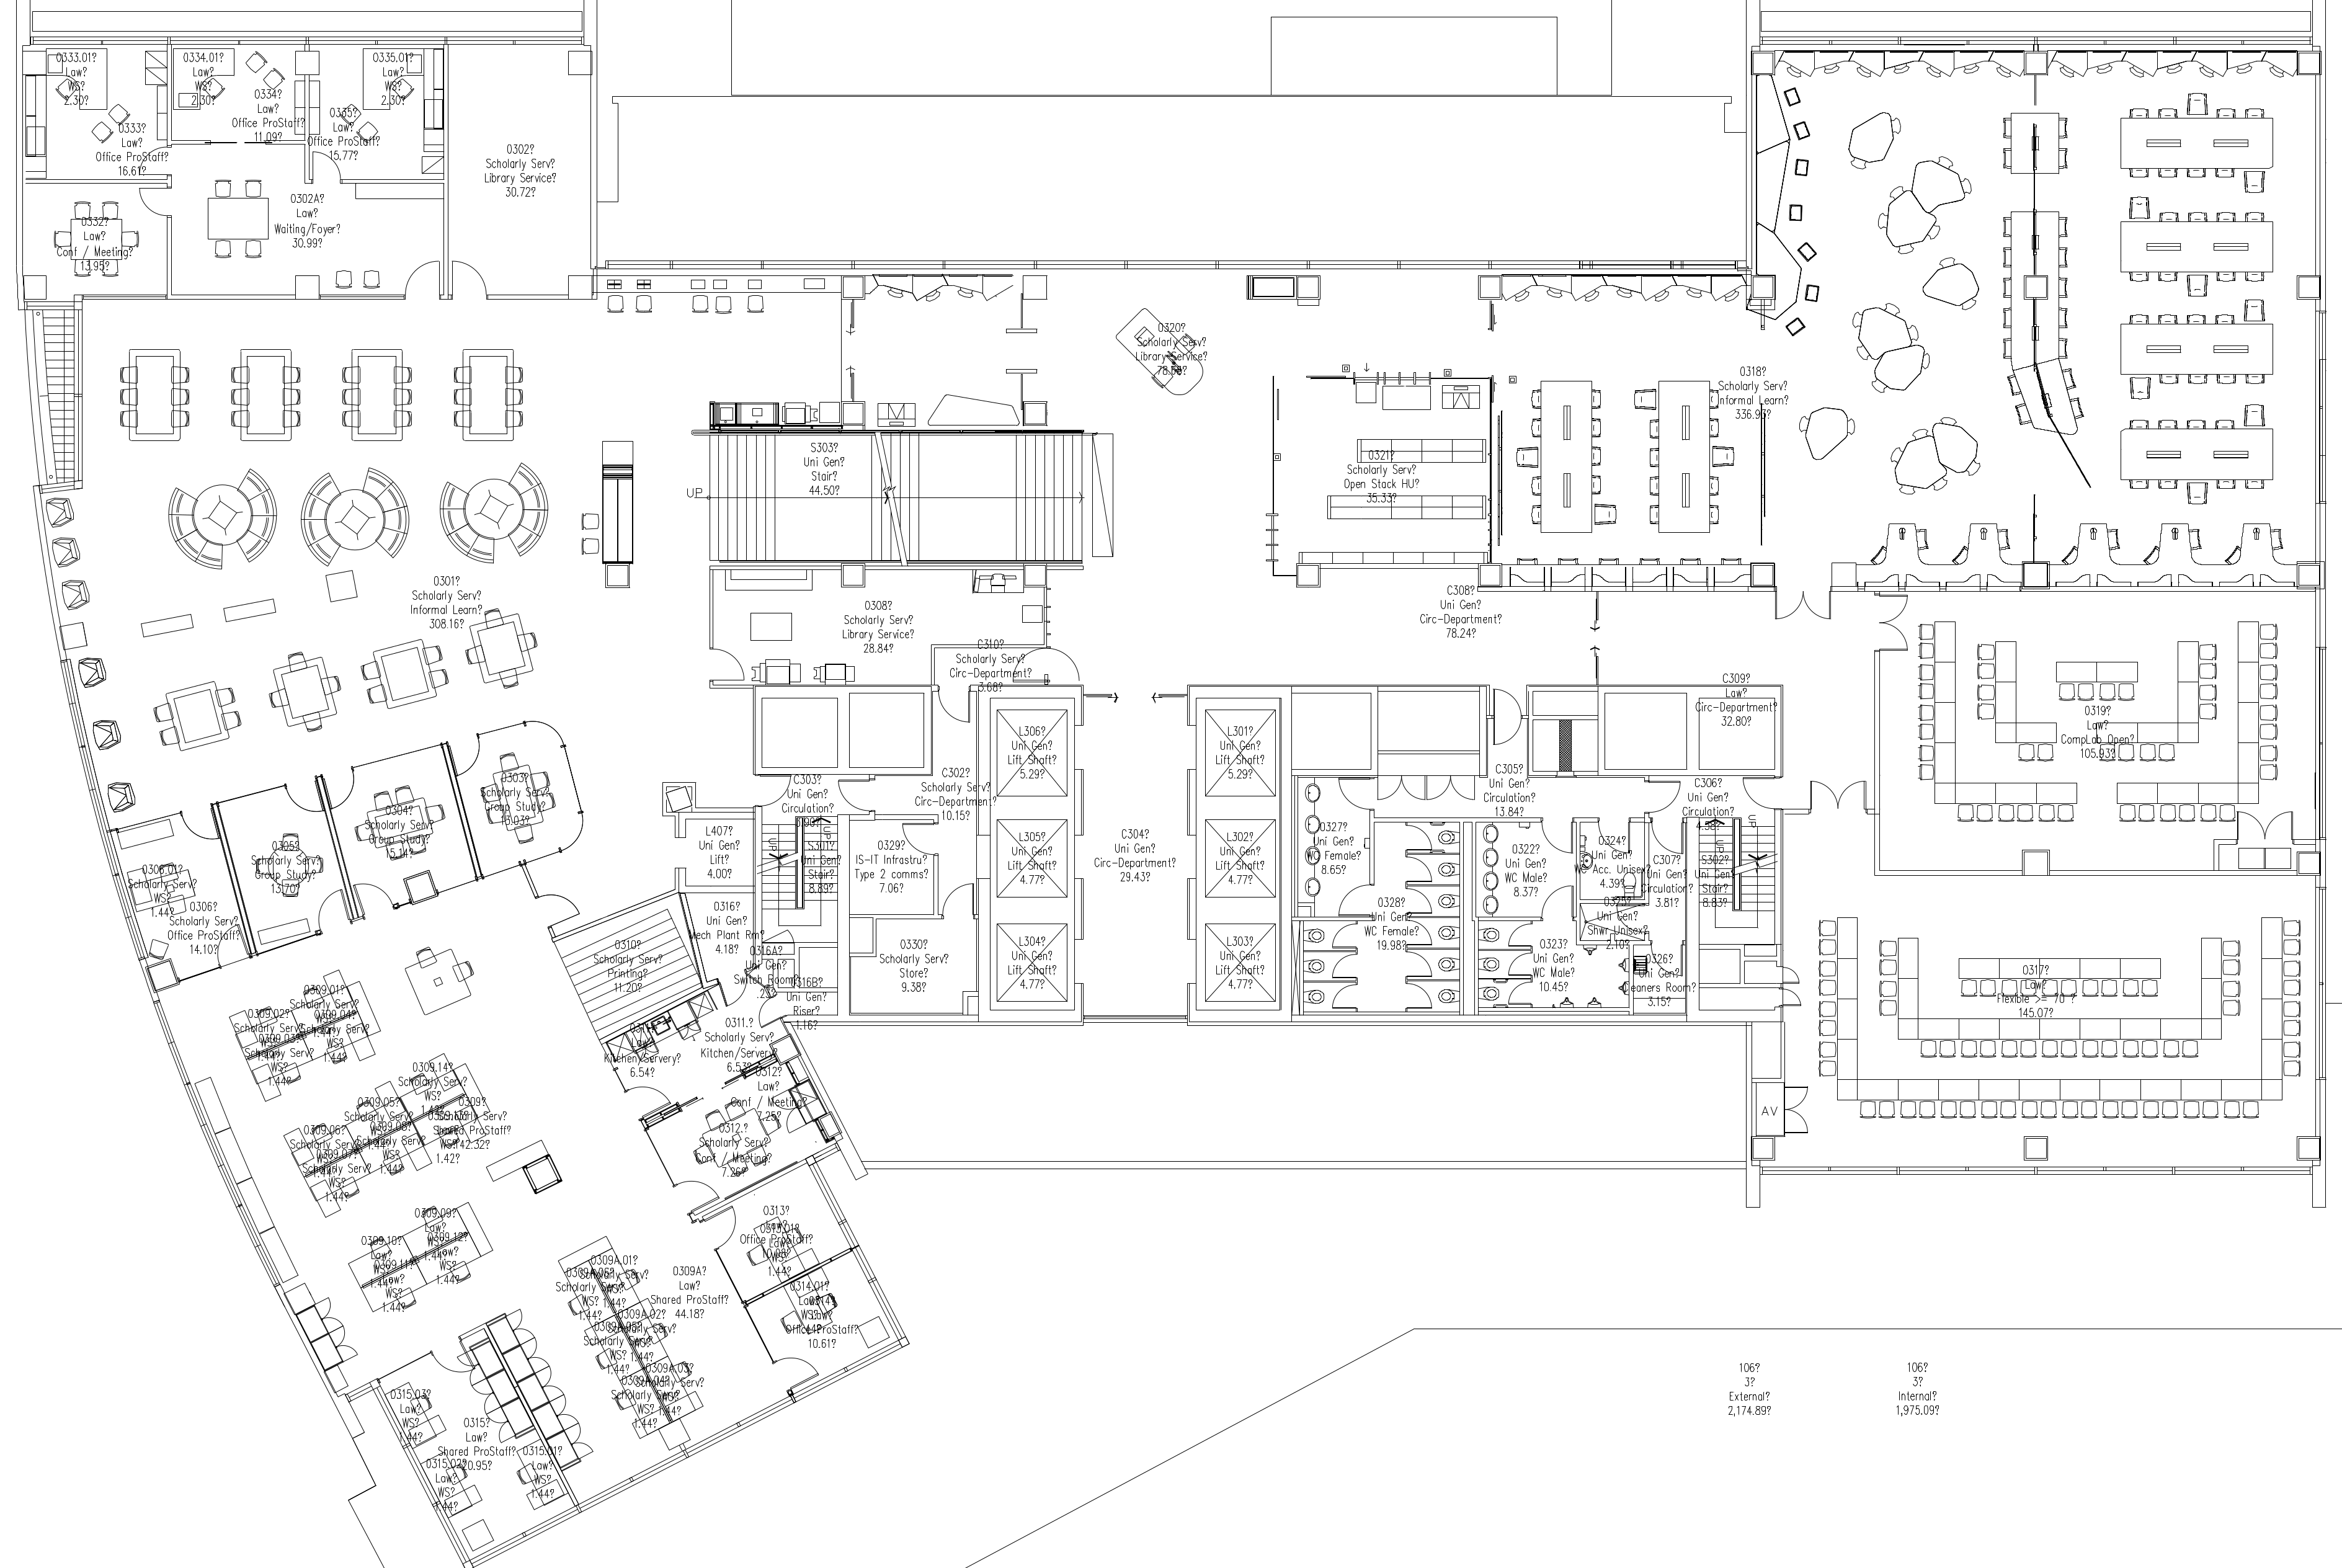 0333.01?
Law?
WS?
2.30?
0334.01?
Law?
WS?
2.30?
0335.01?
Law?
WS?
2.30?
0334?
Law?
Office ProStaff?
11.09?
0333?
Law?
Office ProStaff?
16.61?
0335?
Law?
Office ProStaff?
15.77?
0302?
Scholarly Serv?
Library Service?
30.72?
0302A?
Law?
Waiting/Foyer?
30.99?
0332?
Law?
Conf / Meeting?
13.95?
0320?
Scholarly Serv?
Library Service?
0318?
Scholarly Serv?
Informal Learn?
S303?
Uni Gen?
Stair?
44.50?
UP
0321?
Scholarly Serv?
Open Stack HU?
35.33?
0301?
Scholarly Serv?
Informal Learn?
308.16?
0308?
Scholarly Serv?
Library Service?
28.84?
C310?
Scholarly Serv?
Circ-Department?
3.68?
C308?
Uni Gen?
Circ-Department?
78.24?
C309?
Law?
Circ-Department?
32.80?
0319?
Law?
CompLab Open?
105.93?
L306?
Uni Gen?
Lift Shaft?
5.29?
L301?
Uni Gen?
Lift Shaft?
5.29?
C303?
Uni Gen?
Circulation?
C302?
Scholarly Serv?
Circ-Department?
10.15?
C305?
Uni Gen?
Circulation?
13.84?
C306?
Uni Gen?
Circulation?
4.58?
0303?
Scholarly Serv?
Group Study?
15.03?
0304?
Scholarly Serv?
Group Study?
15.14?
0305?
Scholarly Serv?
Group Study?
13.70?
0306.01?
Scholarly Serv?
WS?
1.44?
0306?
Scholarly Serv?
Office ProStaff?
14.10?
L407?
Uni Gen?
Lift?
4.00?
UP
UP
S301?
Uni Gen?
Stair?
8.89?
0329?
IS-IT Infrastru?
Type 2 comms?
7.06?
L305?
Uni Gen?
Lift Shaft?
4.77?
C304?
Uni Gen?
Circ-Department?
29.43?
L302?
Uni Gen?
Lift Shaft?
4.77?
0327?
Uni Gen?
WC Female?
8.65?
0322?
Uni Gen?
WC Male?
8.37?
0324?
Uni Gen?
WC Acc. Unisex?
4.39?
C307?
Uni Gen?
Circulation?
3.81?
S302?
Uni Gen?
Stair?
8.83?
UP
UP
0316?
Uni Gen?
Mech Plant Rm?
4.18?
0328?
Uni Gen?
WC Female?
19.98?
0325?
Uni Gen?
Shwr Unisex?
2.10?
0310?
Scholarly Serv?
Printing?
11.20?
0316A?
Uni Gen?
Switch Room?
0316B?
Uni Gen?
Riser?
1.16?
0330?
Scholarly Serv?
Store?
9.38?
L304?
Uni Gen?
Lift Shaft?
4.77?
L303?
Uni Gen?
Lift Shaft?
4.77?
0323?
Uni Gen?
WC Male?
10.45?
0326?
Uni Gen?
Cleaners Room?
3.15?
0317?
Law?
Flexible >= 70 ?
145.07?
0309.01?
Scholarly Serv?
0309.02?
Scholarly Serv?
0309.03?
Scholarly Serv?
WS?
1.44?
0309.04?
WS?
1.44?
Law?
Kitchen/Servery?
6.54?
0311.?
Scholarly Serv?
Kitchen/Servery?
6.53?
0312?
Law?
Conf / Meeting?
7.25?
0312.?
Scholarly Serv?
Conf / Meeting?
7.26?
0309.14?
Scholarly Serv?
WS?
0309?
Shared ProStaff?
142.32?
WS?
1.42?
0309.05?
Scholarly Serv?
0309.06?
Scholarly Serv?
0309.07?
Scholarly Serv?
WS?
1.44?
0309.08?
Scholarly Serv?
WS?
1.44?
AV
0309.09?
Law?
WS?
1.44?
0309.10?
Law?
WS?
1.44?
0309.11?
Law?
WS?
1.44?
0309.12?
Law?
WS?
1.44?
0313?
Office ProStaff?
0313.01?
WS?
1.44?
0309A?
Law?
Shared ProStaff?
44.18?
0309A.01?
Scholarly Serv?
WS?
1.44?
Scholarly Serv?
WS?
1.44?
0309A.02?
Scholarly Serv?
1.44?
Scholarly Serv?
WS?
1.44?
0309A.03?
Scholarly Serv?
1.44?
Scholarly Serv?
WS?
1.44?
0314.01?
Law?
WS?
Office ProStaff?
10.61?
0315.03?
Law?
WS?
1.44?
0315?
Law?
Shared ProStaff?
20.95?
0315.02?
Law?
WS?
1.44?
0315.01?
Law?
WS?
1.44?
106?
3?
External?
2,174.89?
106?
3?
Internal?
1,975.09?